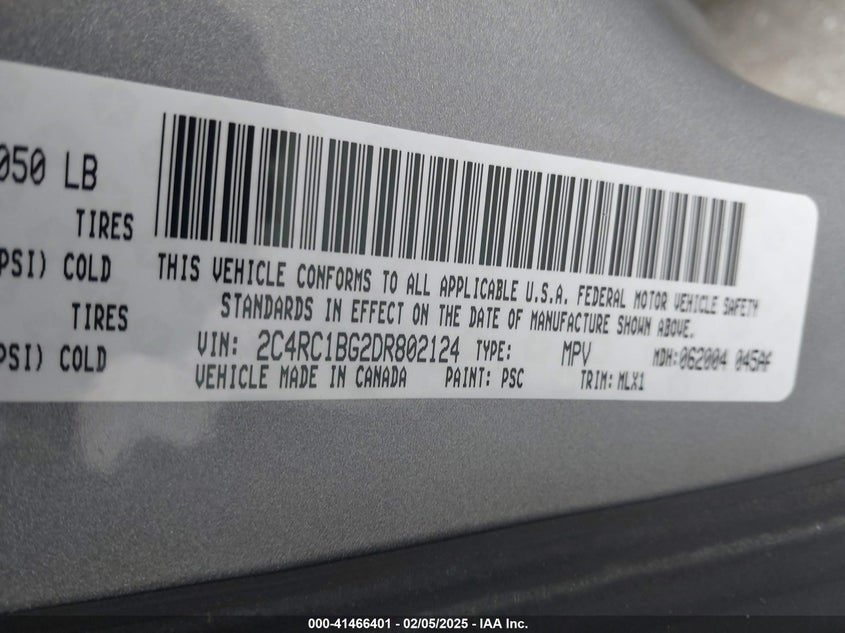 050 LB
TIRES
PSI) COLD
TIRES
PSI) COLD
THIS VEHICLE CONFORMS TO ALL APPLICABLE U.S.A. FEDERAL MOTOR VEHICLE SAFETY
STANDARDS IN EFFECT ON THE DATE OF MANUFACTURE SHOWN ABOVE.
VIN: 2C4RC1BG2DR802124 TYPE: MPV MDH:062004 045AF
VEHICLE MADE IN CANADA PAINT: PSC TRIM: MLX1
000-41466401 - 02/05/2025 - IAA Inc.